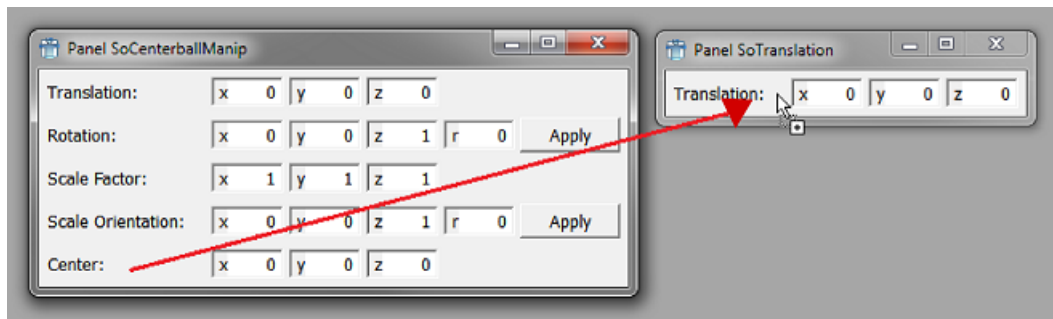 Panel SoCenterballManip
Translation: x 0 y 0 z 0
Rotation: x 0 y 0 z 1 r 0 Apply
Scale Factor: x 1 y 1 z 1
Scale Orientation: x 0 y 0 z 1 r 0 Apply
Center: x 0 y 0 z 0
Panel SoTranslation
Translation: x 0 y 0 z 0